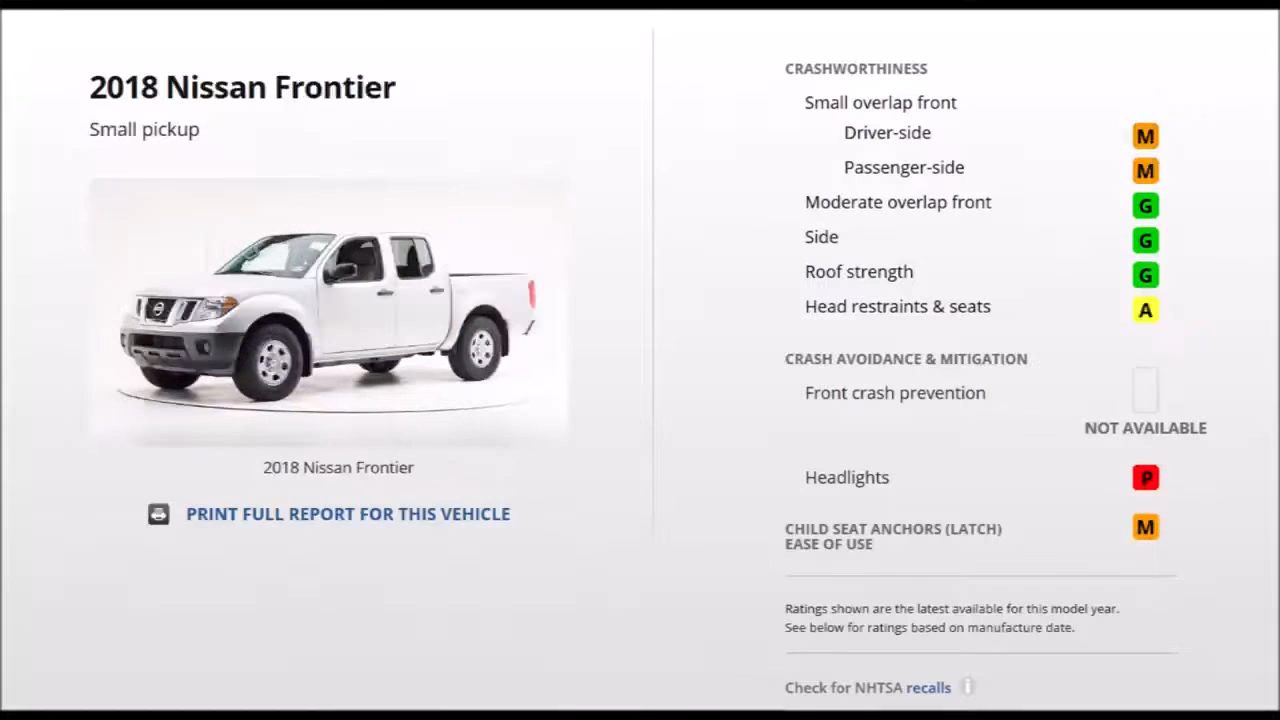 2018 Nissan Frontier
Small pickup
2018 Nissan Frontier
PRINT FULL REPORT FOR THIS VEHICLE
CRASHWORTHINESS
Small overlap front
Driver-side M
Passenger-side M
Moderate overlap front G
Side G
Roof strength G
Head restraints & seats A
CRASH AVOIDANCE & MITIGATION
Front crash prevention
NOT AVAILABLE
Headlights P
CHILD SEAT ANCHORS (LATCH) M
EASE OF USE
Ratings shown are the latest available for this model year.
See below for ratings based on manufacture date.
Check for NHTSA recalls i